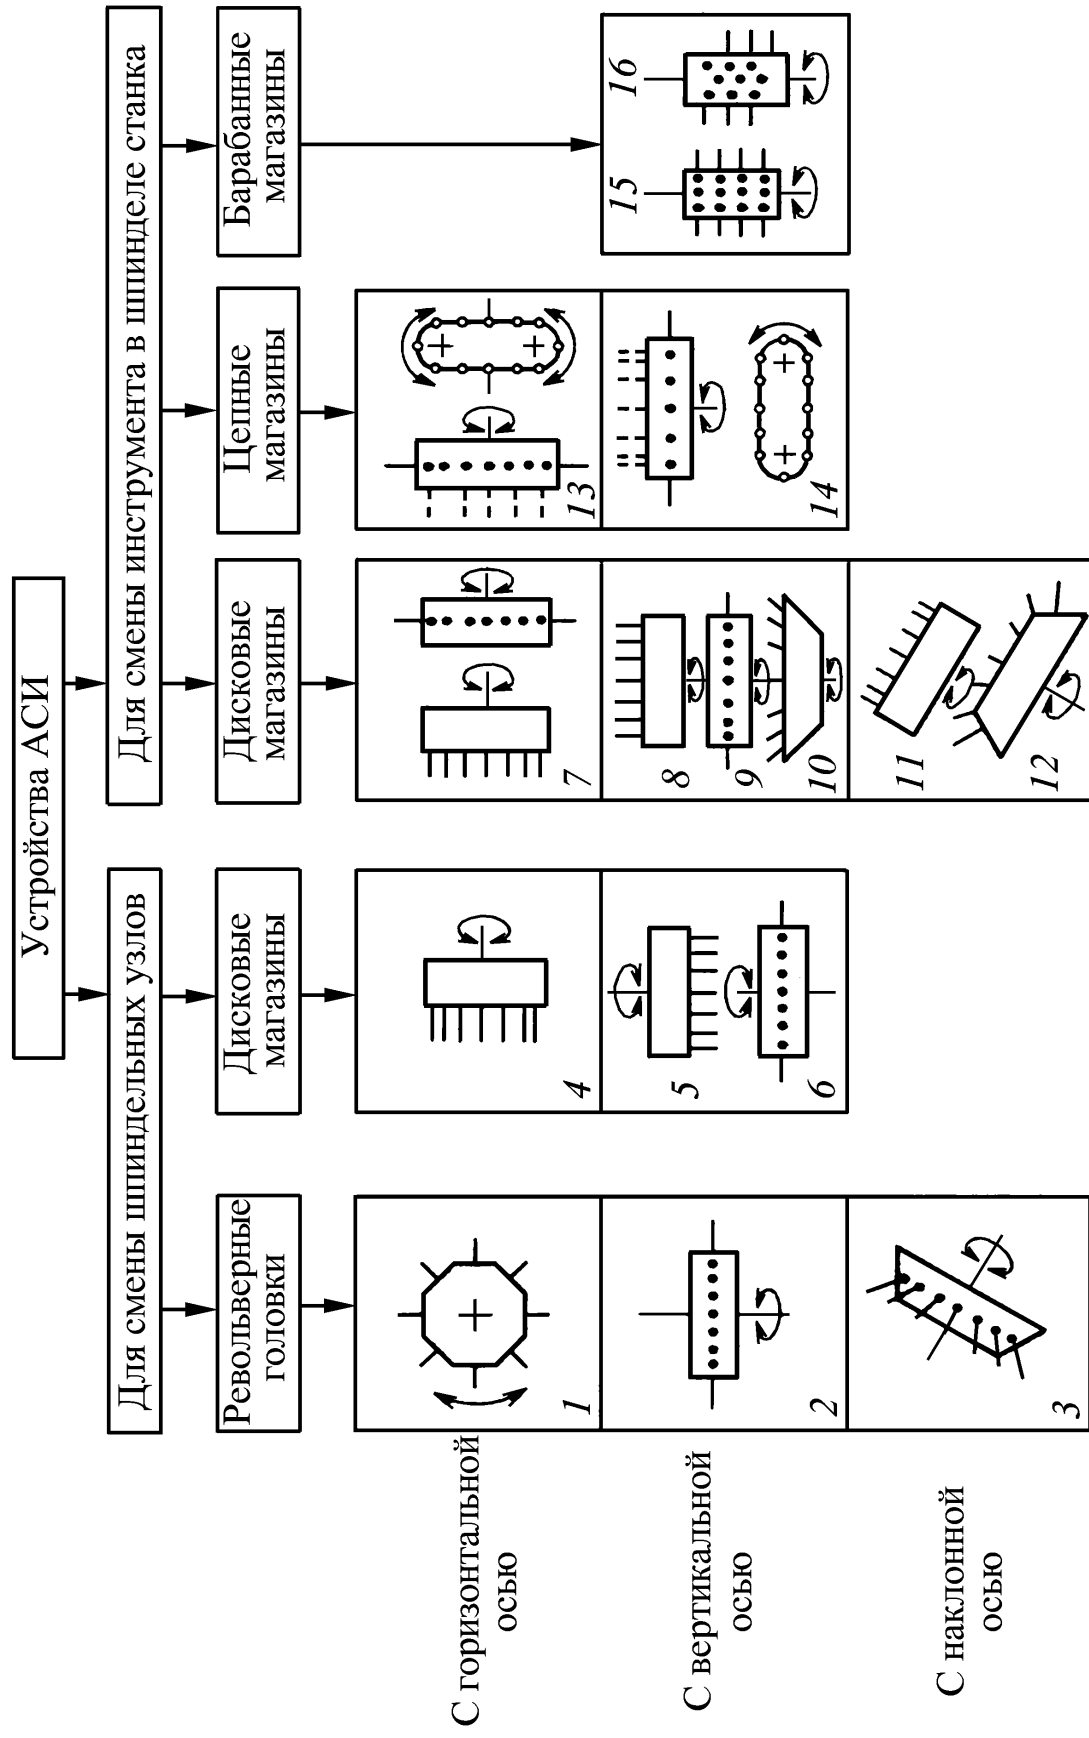 Устройства АСИ
Для смены шпиндельных узлов
Для смены инструмента в шпинделе станка
Револьверные
головки
Дисковые
магазины
Дисковые
магазины
Цепные
магазины
Барабанные
магазины
С горизонтальной
осью
1
4
7
13
С вертикальной
осью
2
5
6
8
9
10
14
15
16
С наклонной
осью
3
11
12